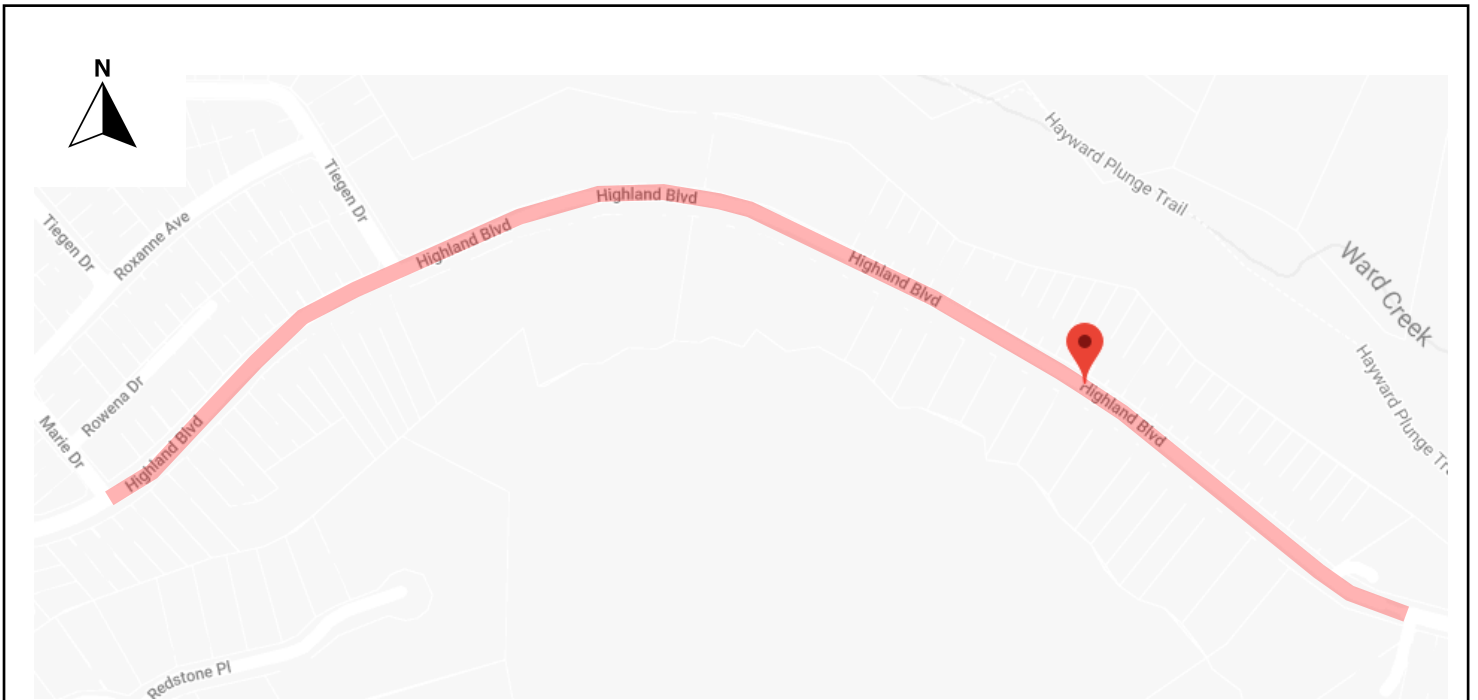 N
Hayward Plunge Trail
Tiegen Dr
Highland Blvd
Roxanne Ave
Tiegen Dr
Highland Blvd
Highland Blvd
Ward Creek
Hayward Plunge Tra
Rowena Dr
Highland Blvd
Marie Dr
Highland Blvd
Redstone Pl